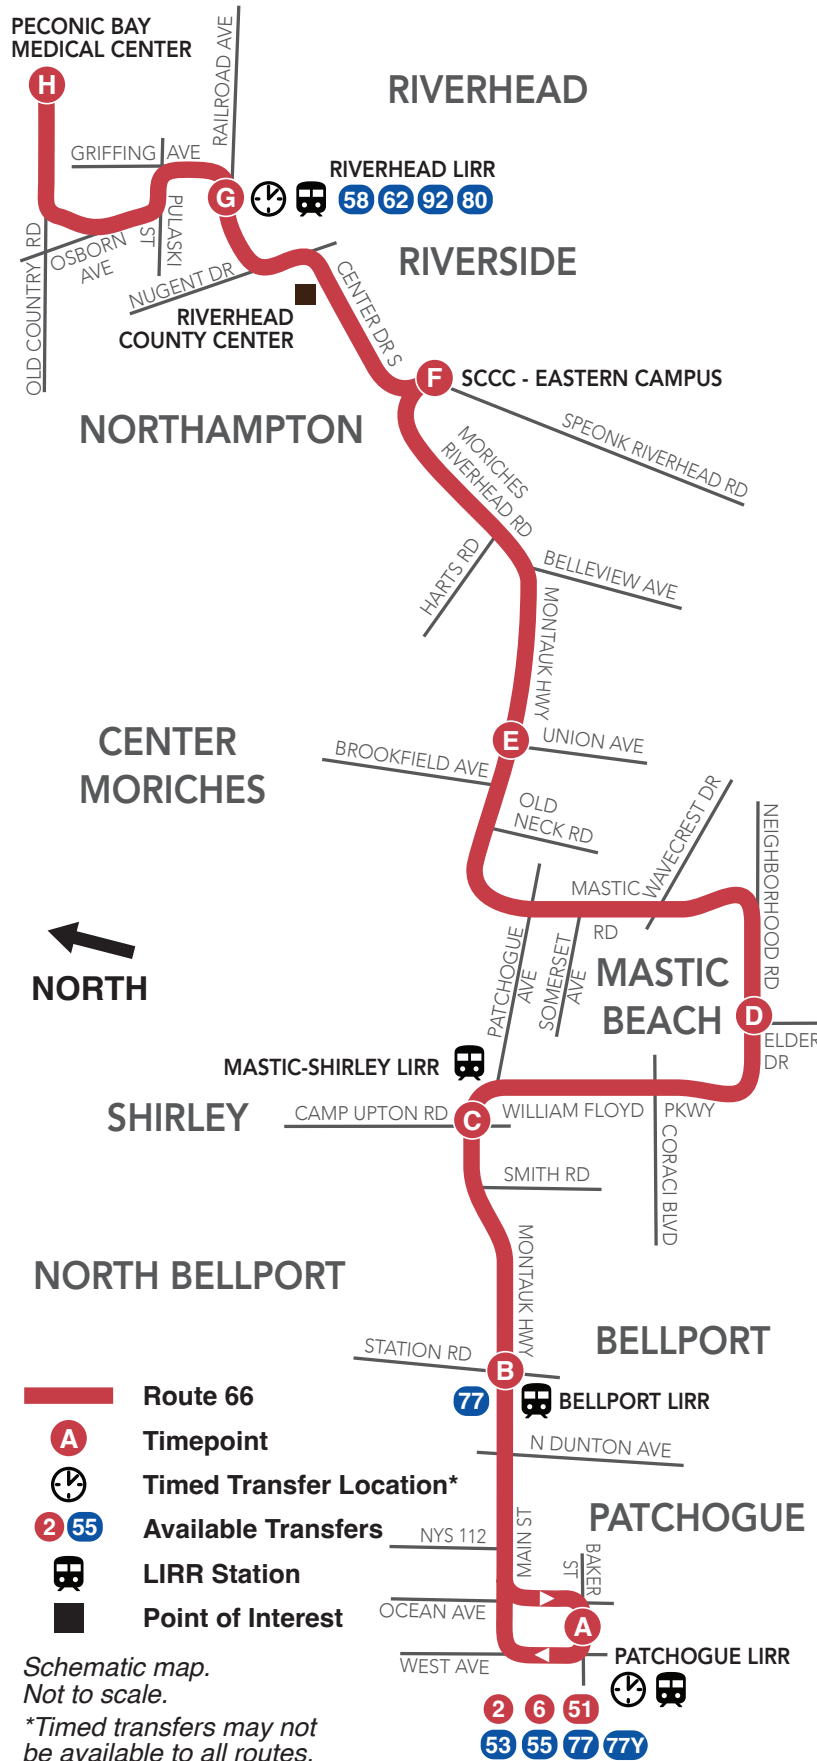 PECONIC BAY
MEDICAL CENTER
H
RAILROAD AVE
RIVERHEAD
GRIFFING AVE
RIVERHEAD LIRR
G
58 62 92 80
PULASKI
ST
OSBORN
AVE
OLD COUNTRY RD
NUGENT DR
RIVERSIDE
RIVERHEAD
COUNTY CENTER
CENTER DR S
F
SCCC - EASTERN CAMPUS
NORTHAMPTON
SPEONK RIVERHEAD RD
MORICHES
RIVERHEAD RD
HARTS RD
BELLEVIEW AVE
MONTAUK HWY
CENTER
MORICHES
E
UNION AVE
BROOKFIELD AVE
OLD
NECK RD
WAVECREST DR
NEIGHBORHOOD RD
MASTIC
RD
PATCHOGUE
AVE
SOMERSET
AVE
NORTH
MASTIC
BEACH
D
ELDER
DR
MASTIC-SHIRLEY LIRR
SHIRLEY
CAMP UPTON RD
C
WILLIAM FLOYD PKWY
CORACI BLVD
SMITH RD
NORTH BELLPORT
MONTAUK HWY
BELLPORT
STATION RD
B
77
BELLPORT LIRR
N DUNTON AVE
PATCHOGUE
NYS 112
MAIN ST
BAKER
ST
OCEAN AVE
A
WEST AVE
PATCHOGUE LIRR
2 6 51
53 55 77 77Y
Route 66
A Timepoint
Timed Transfer Location*
2 55 Available Transfers
LIRR Station
Point of Interest
Schematic map.
Not to scale.
*Timed transfers may not
be available to all routes.